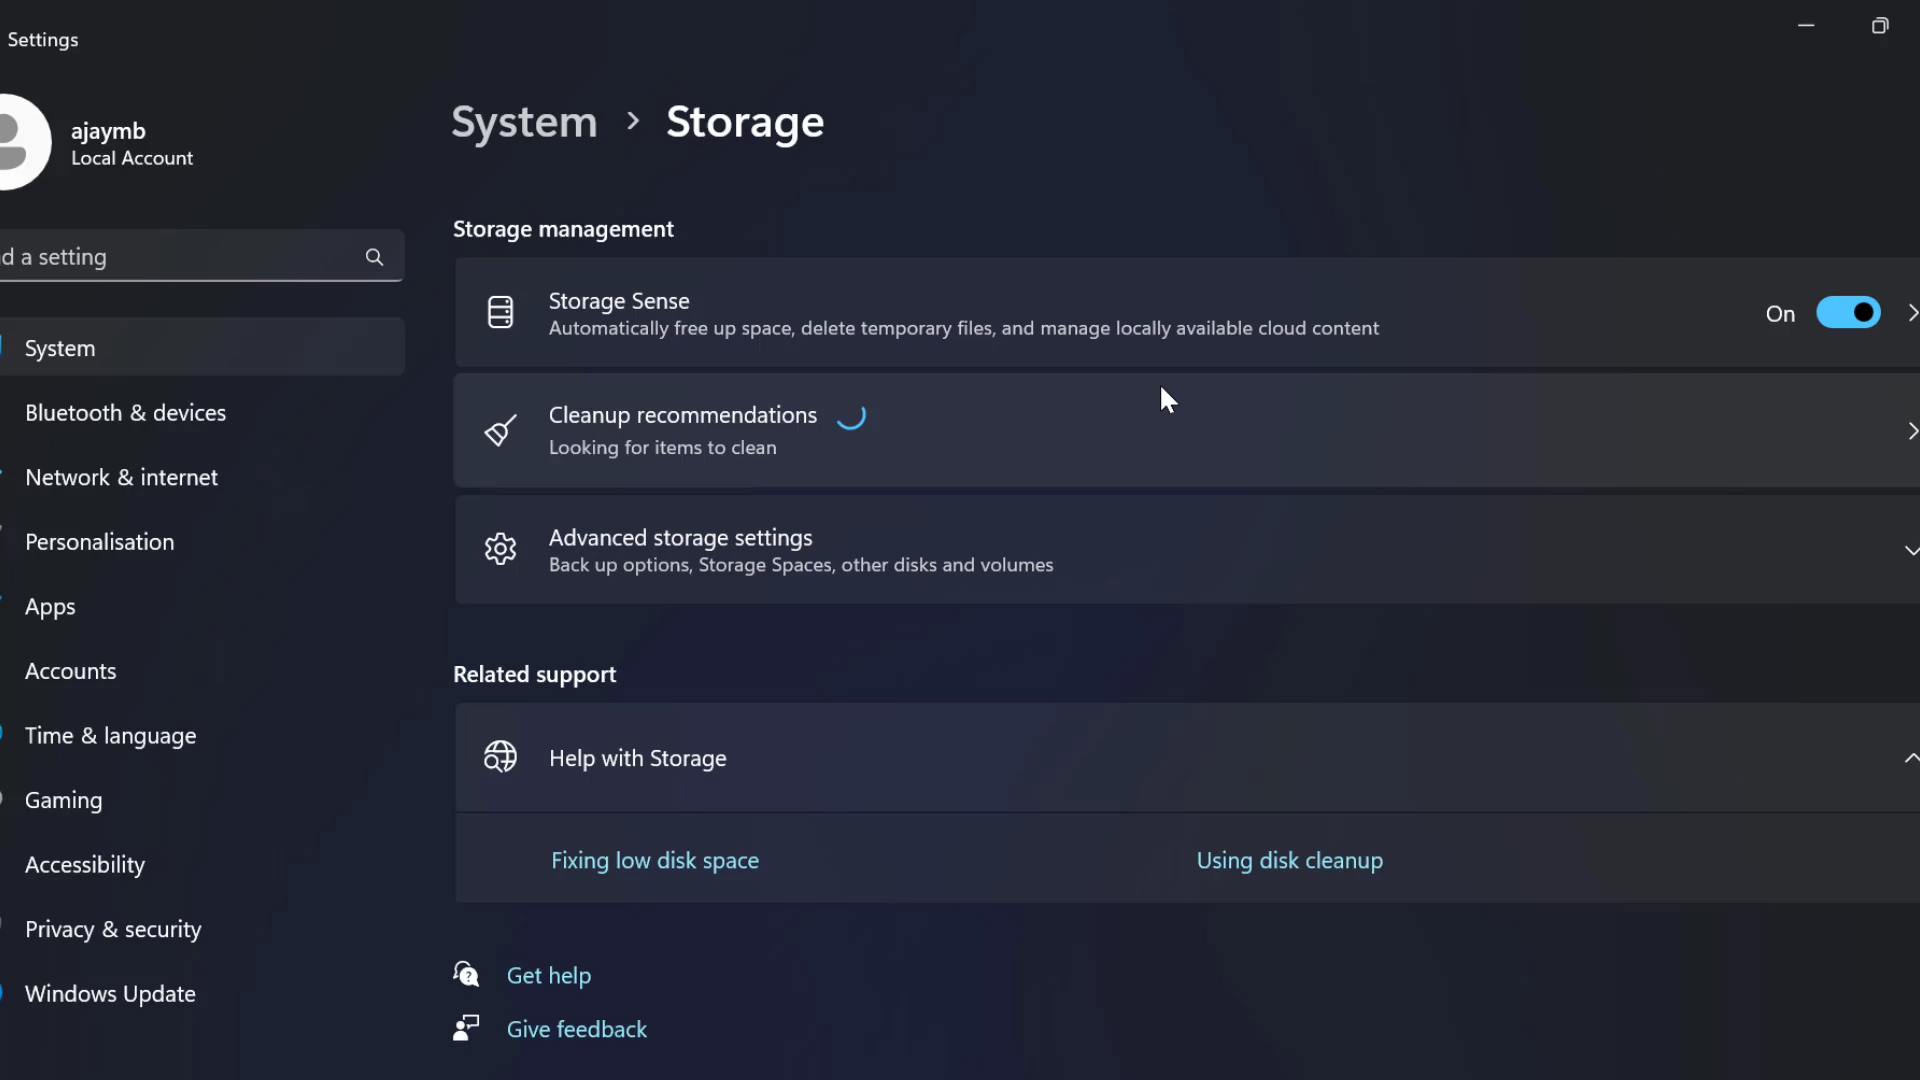 Settings
ajaymb
Local Account
d a setting
System
Bluetooth & devices
Network & internet
Personalisation
Apps
Accounts
Time & language
Gaming
Accessibility
Privacy & security
Windows Update
System > Storage
Storage management
Storage Sense
Automatically free up space, delete temporary files, and manage locally available cloud content
On
Cleanup recommendations
Looking for items to clean
Advanced storage settings
Back up options, Storage Spaces, other disks and volumes
Related support
Help with Storage
Fixing low disk space
Using disk cleanup
Get help
Give feedback